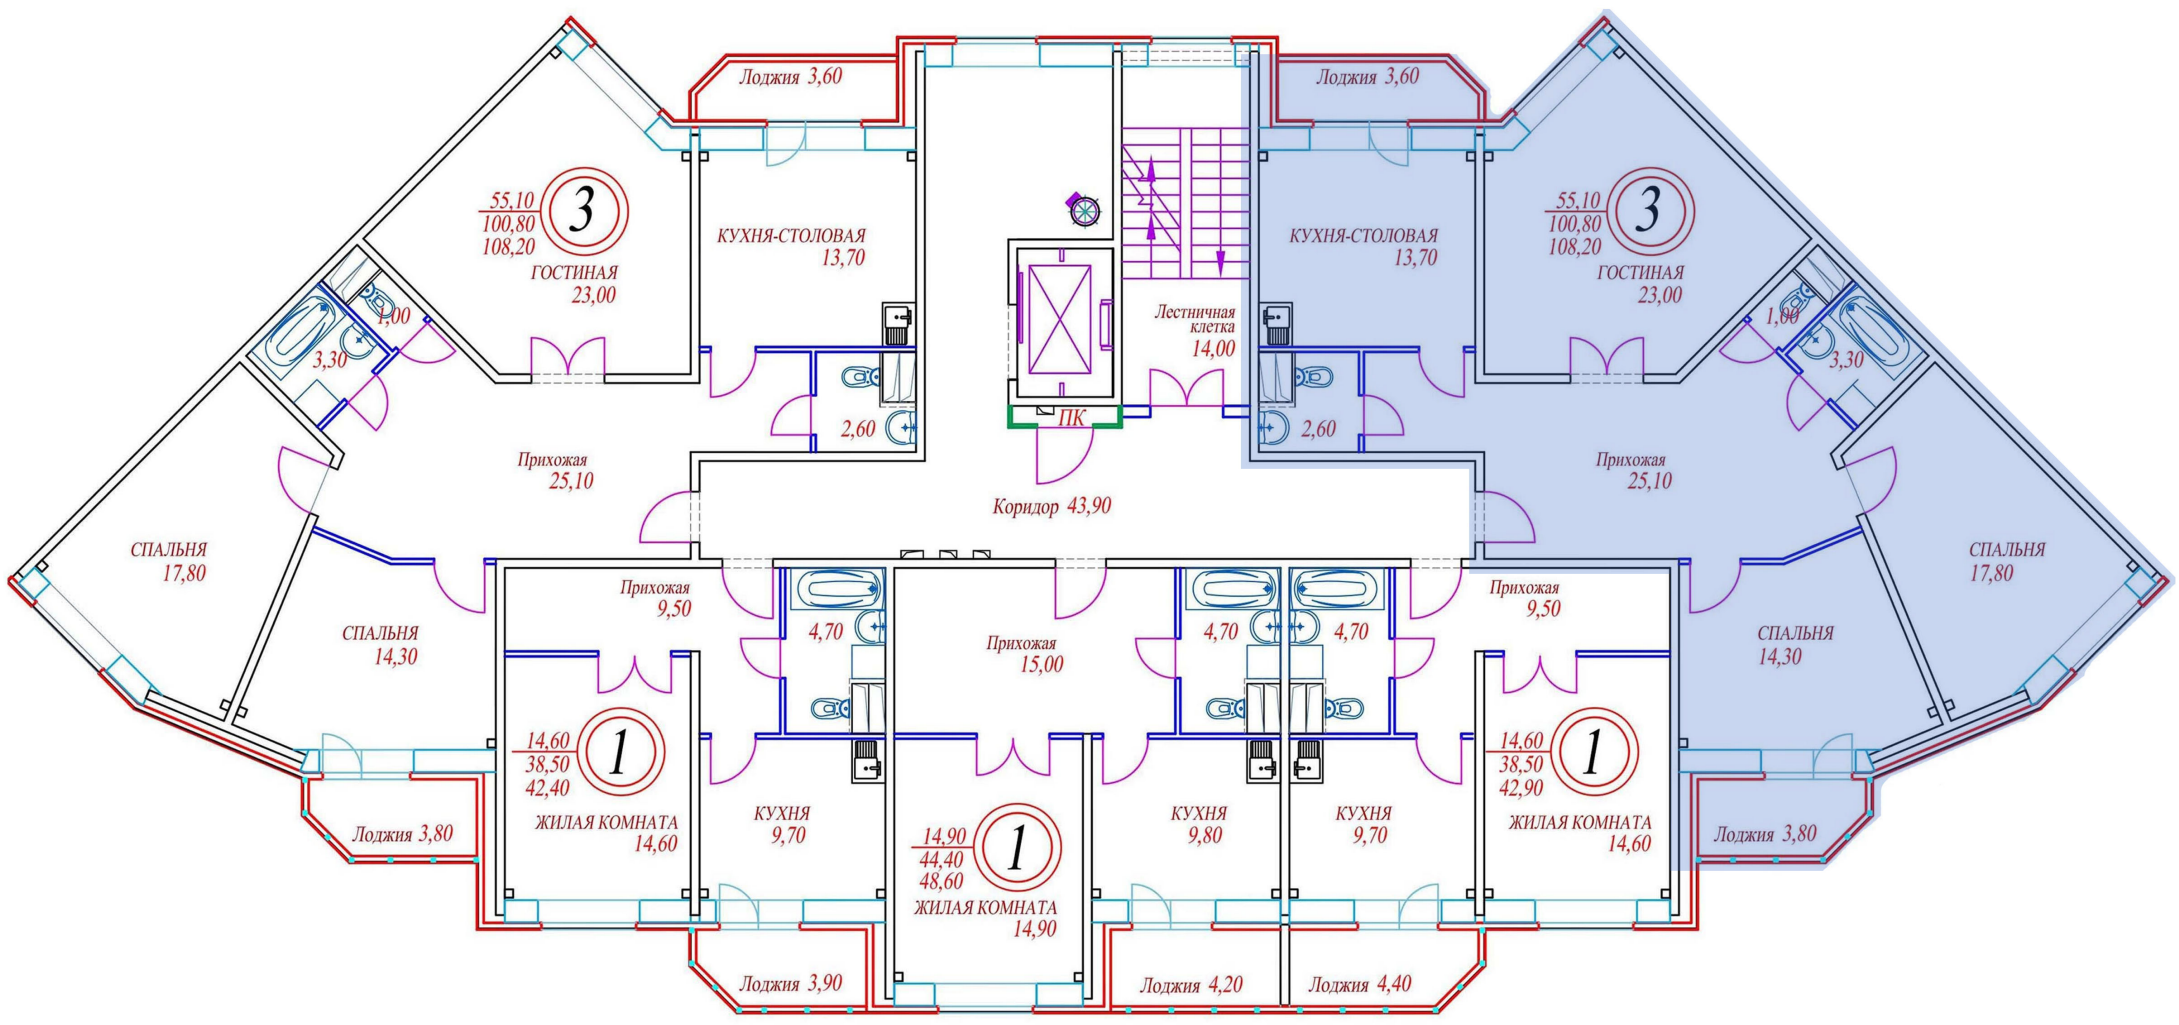 Лоджия 3,60
Лоджия 3,60
55,10
100,80
108,20
3
ГОСТИНАЯ
23,00
КУХНЯ-СТОЛОВАЯ
13,70
КУХНЯ-СТОЛОВАЯ
13,70
55,10
100,80
108,20
3
ГОСТИНАЯ
23,00
1,00
3,30
Лестничная
клетка
14,00
1,00
3,30
2,60
ПК
2,60
Прихожая
25,10
Коридор 43,90
Прихожая
25,10
СПАЛЬНЯ
17,80
СПАЛЬНЯ
17,80
СПАЛЬНЯ
14,30
Прихожая
9,50
4,70
Прихожая
15,00
4,70
4,70
Прихожая
9,50
СПАЛЬНЯ
14,30
14,60
38,50
42,40
1
ЖИЛАЯ КОМНАТА
14,60
КУХНЯ
9,70
14,90
44,40
48,60
1
ЖИЛАЯ КОМНАТА
14,90
КУХНЯ
9,80
КУХНЯ
9,70
14,60
38,50
42,90
1
ЖИЛАЯ КОМНАТА
14,60
Лоджия 3,80
Лоджия 3,80
Лоджия 3,90
Лоджия 4,20
Лоджия 4,40